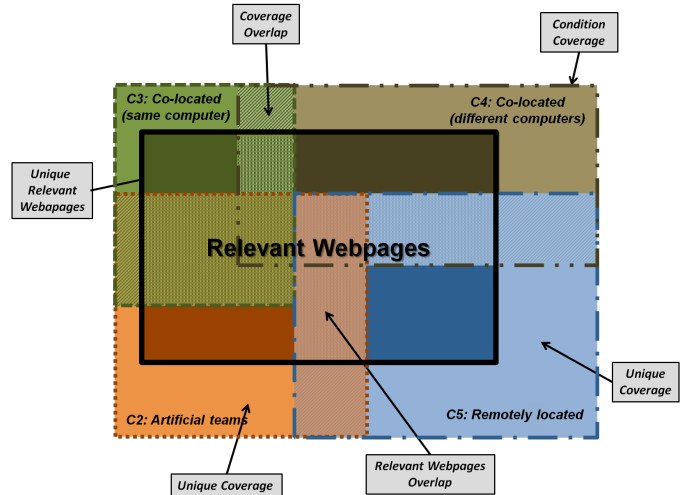 Coverage
Overlap
Condition
Coverage
C3: Co-located
(same computer)
C4: Co-located
(different computers)
Unique
Relevant
Webapages
Relevant Webpages
Unique
Coverage
C2: Artificial teams
C5: Remotely located
Relevant Webpages
Overlap
Unique Coverage